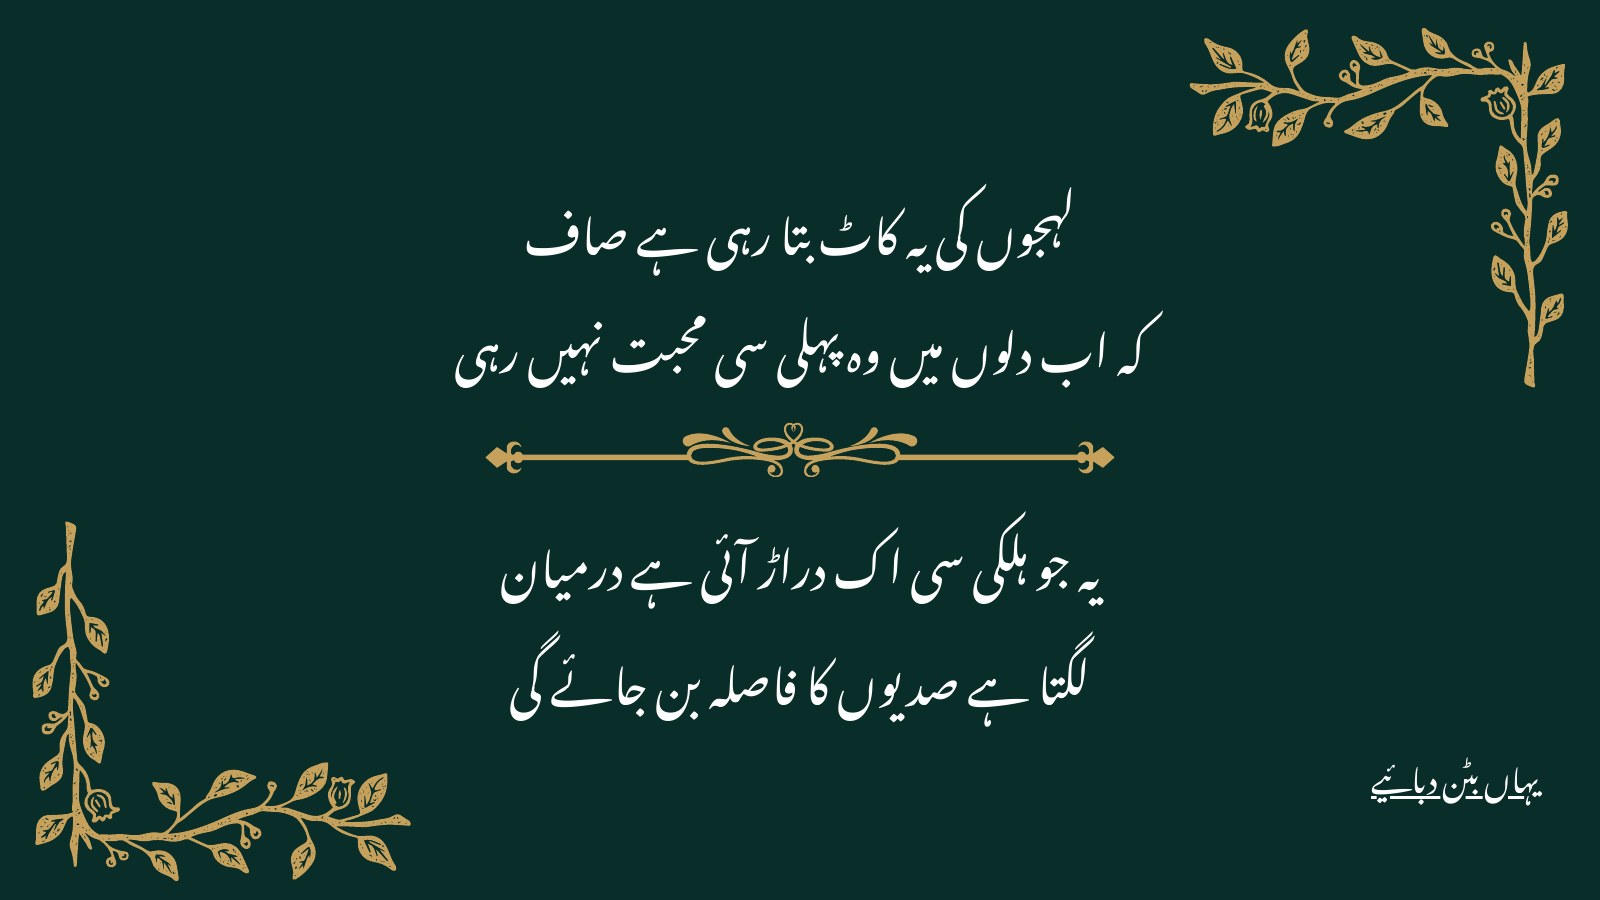 لہجوں کی یہ کاٹ بتا رہی ہے صاف
کہ اب دلوں میں وہ پہلی سی محبت نہیں رہی
یہ جو ہلکی سی اک دراڑ آئی ہے درمیان
لگتا ہے صدیوں کا فاصلہ بن جائے گی
یہاں بٹن دبائیے